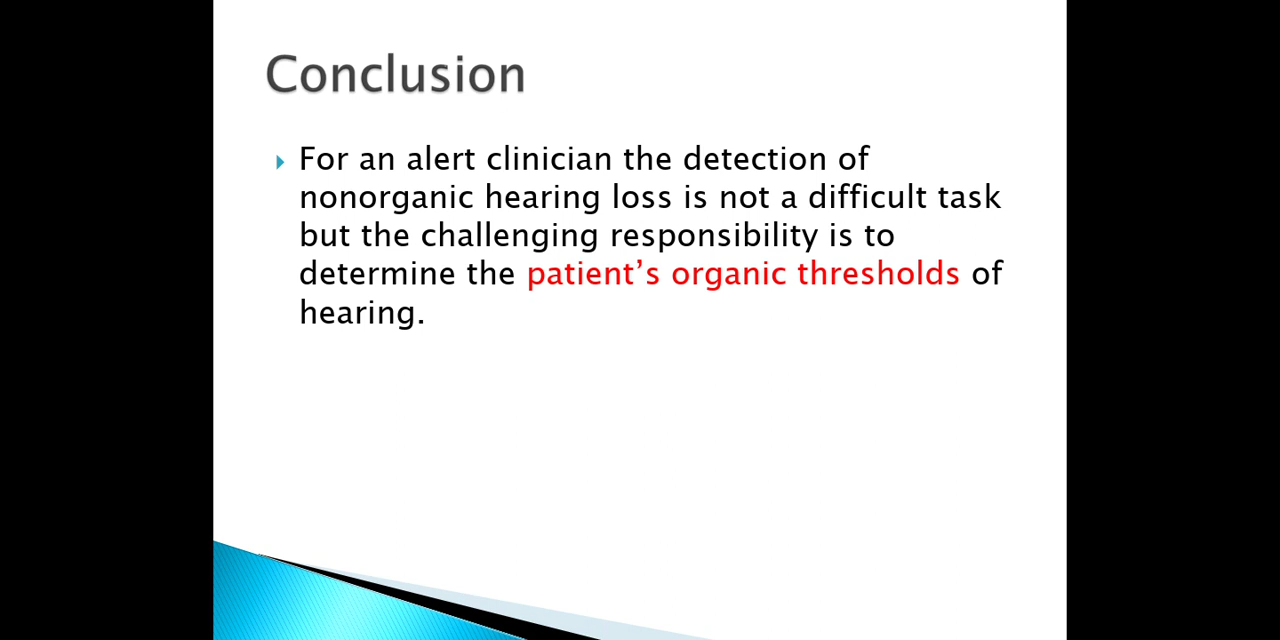 Conclusion
For an alert clinician the detection of
nonorganic hearing loss is not a difficult task
but the challenging responsibility is to
determine the patient’s organic thresholds of
hearing.